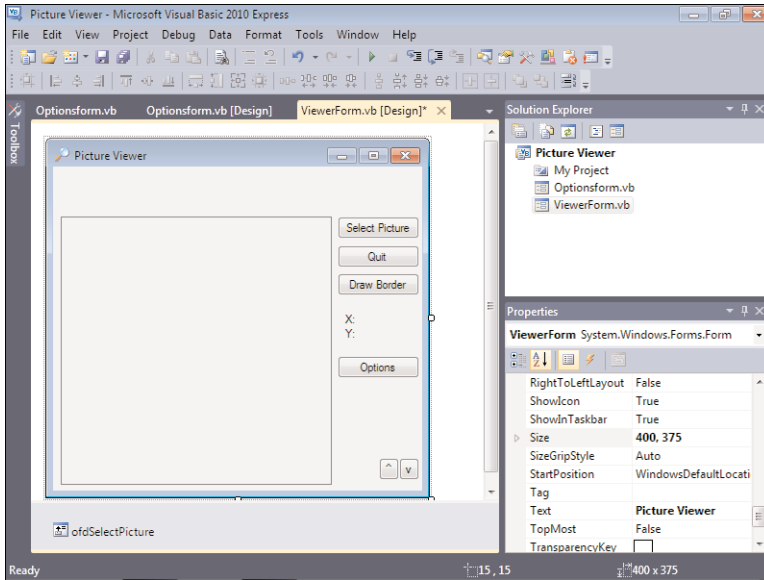 Picture Viewer - Microsoft Visual Basic 2010 Express
File Edit View Project Debug Data Format Tools Window Help
Toolbox
Optionsform.vb Optionsform.vb [Design] ViewerForm.vb [Design]*
Picture Viewer
Select Picture
Quit
Draw Border
X:
Y:
Options
^ v
ofdSelectPicture
Solution Explorer
Picture Viewer
My Project
Optionsform.vb
ViewerForm.vb
Properties
ViewerForm System.Windows.Forms.Form
RightToLeftLayout False
ShowIcon True
ShowInTaskbar True
Size 400, 375
SizeGripStyle Auto
StartPosition WindowsDefaultLocati
Tag
Text Picture Viewer
TopMost False
TransparencyKey
Ready 15 , 15 400 x 375